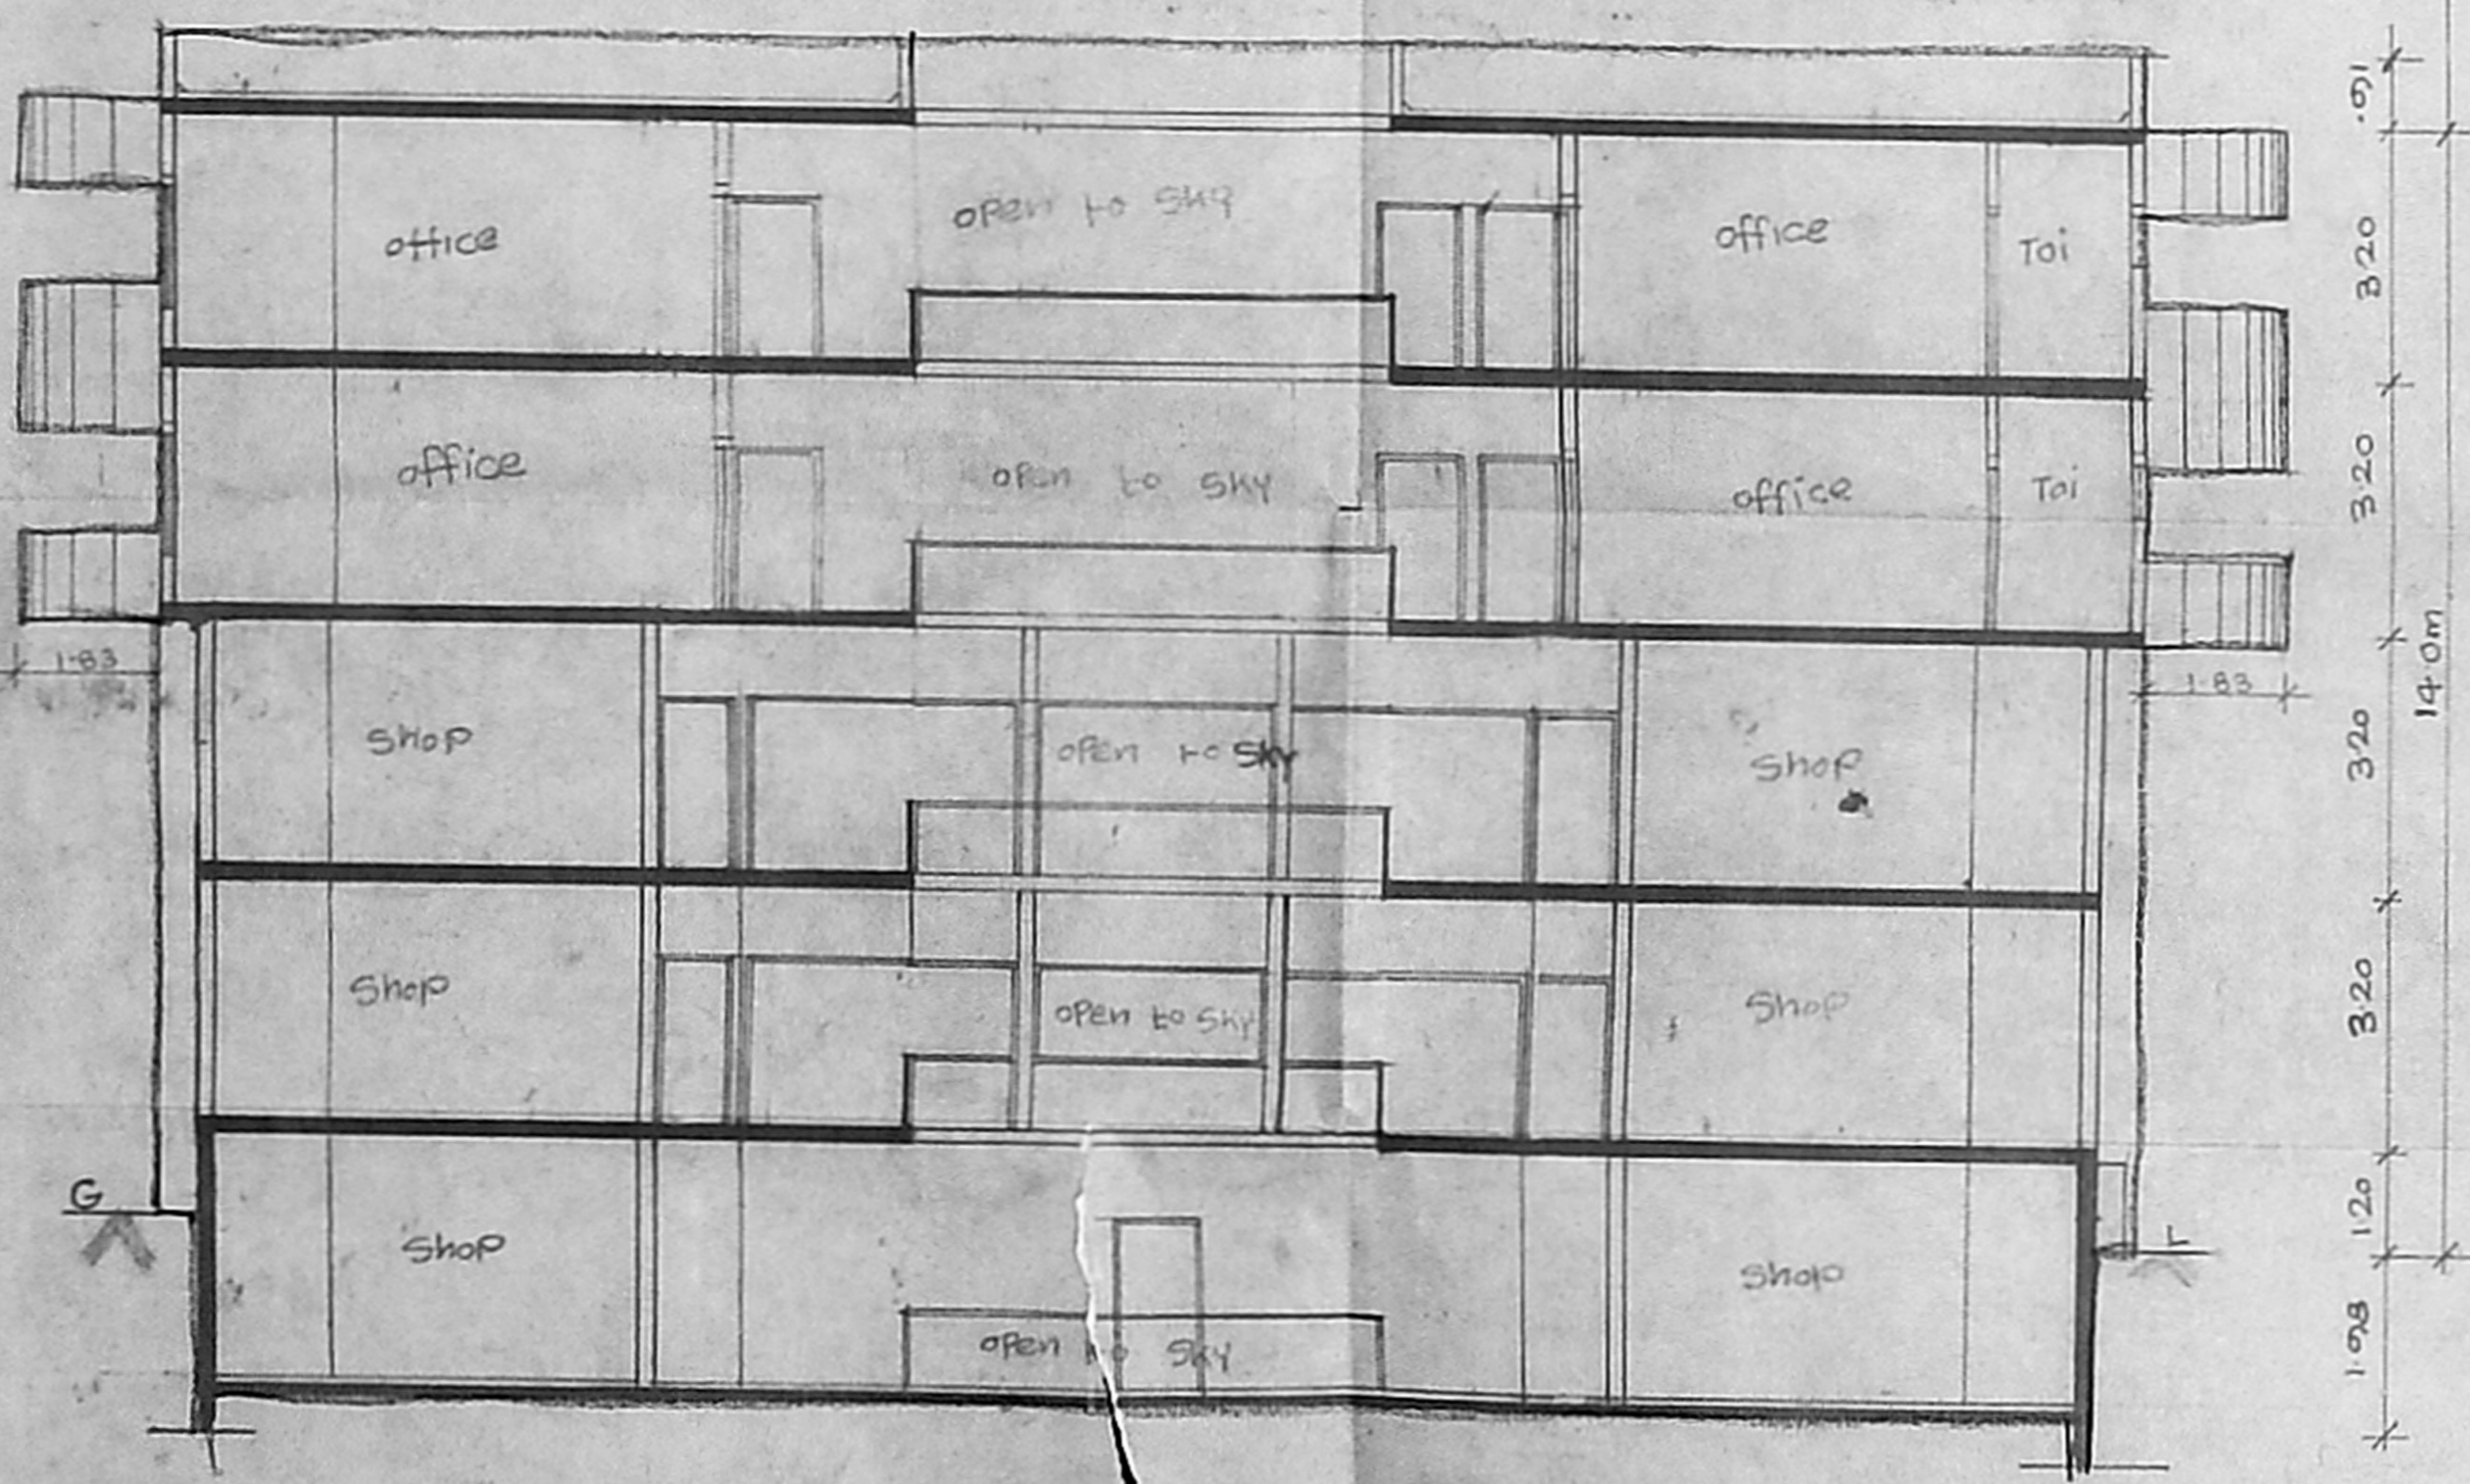 .91
office
open to sky
office
Toi
3.20
office
open to sky
office
Toi
3.20
1.83
1.83
14.0m
shop
open to sky
shop
3.20
shop
open to sky
shop
3.20
G
L
1.20
shop
open to sky
shop
1.98